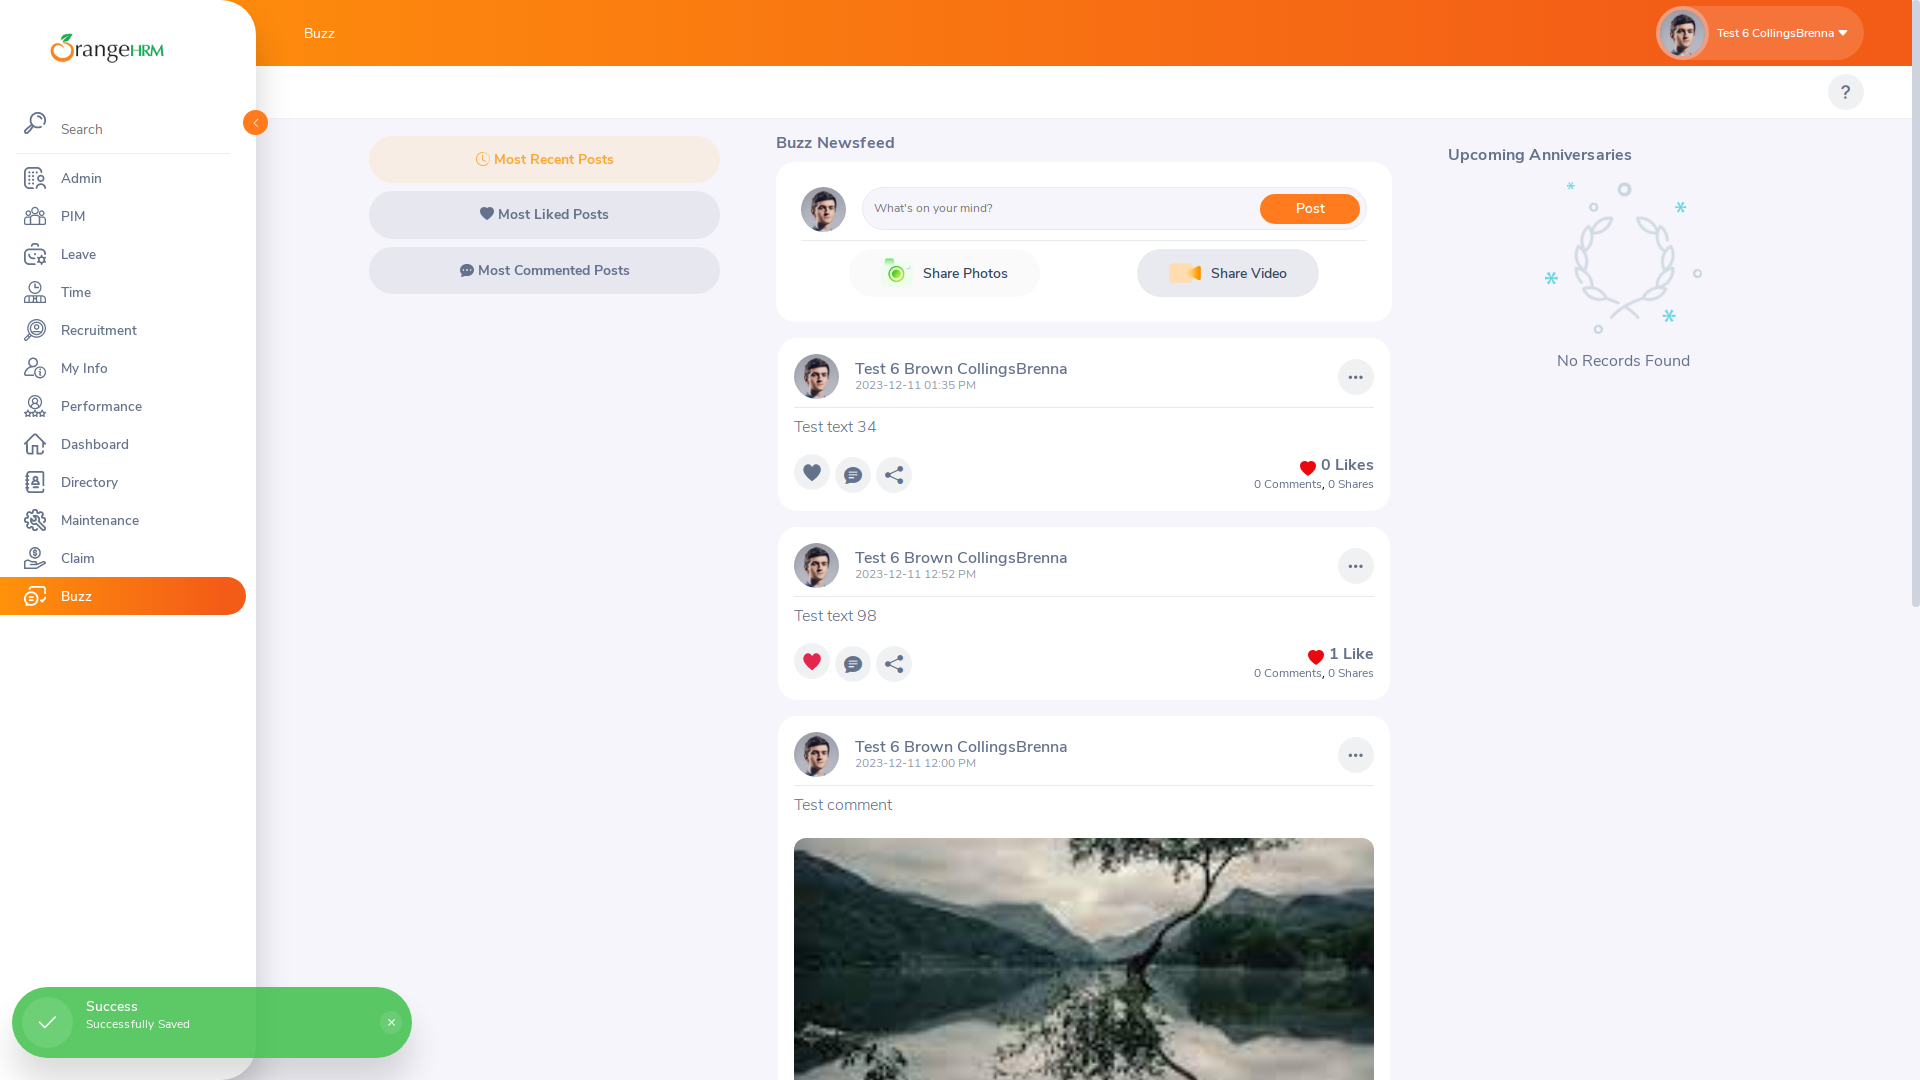 Buzz
Test 6 CollingsBrenna
OrangeHRM
?
Search
Admin
PIM
Leave
Time
Recruitment
My Info
Performance
Dashboard
Directory
Maintenance
Claim
Buzz
Most Recent Posts
Most Liked Posts
Most Commented Posts
Buzz Newsfeed
What's on your mind?
Post
Share Photos
Share Video
Test 6 Brown CollingsBrenna
2023-12-11 01:35 PM
Test text 34
0 Likes
0 Comments, 0 Shares
Test 6 Brown CollingsBrenna
2023-12-11 12:52 PM
Test text 98
1 Like
0 Comments, 0 Shares
Test 6 Brown CollingsBrenna
2023-12-11 12:00 PM
Test comment
Upcoming Anniversaries
No Records Found
Success
Successfully Saved
×